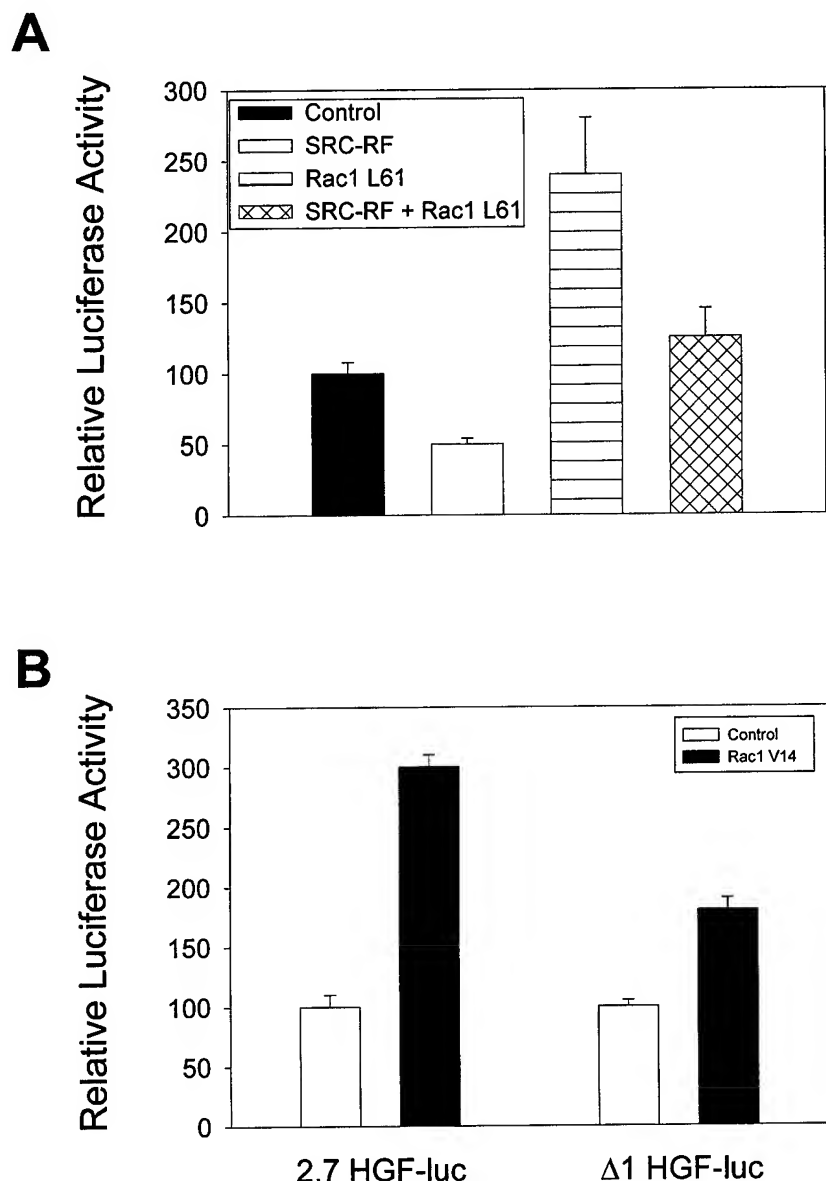 A
Relative Luciferase Activity
300
250
200
150
100
50
0
Control
SRC-RF
Rac1 L61
SRC-RF + Rac1 L61
B
Relative Luciferase Activity
350
300
250
200
150
100
50
0
Control
Rac1 V14
2.7 HGF-luc
Δ1 HGF-luc